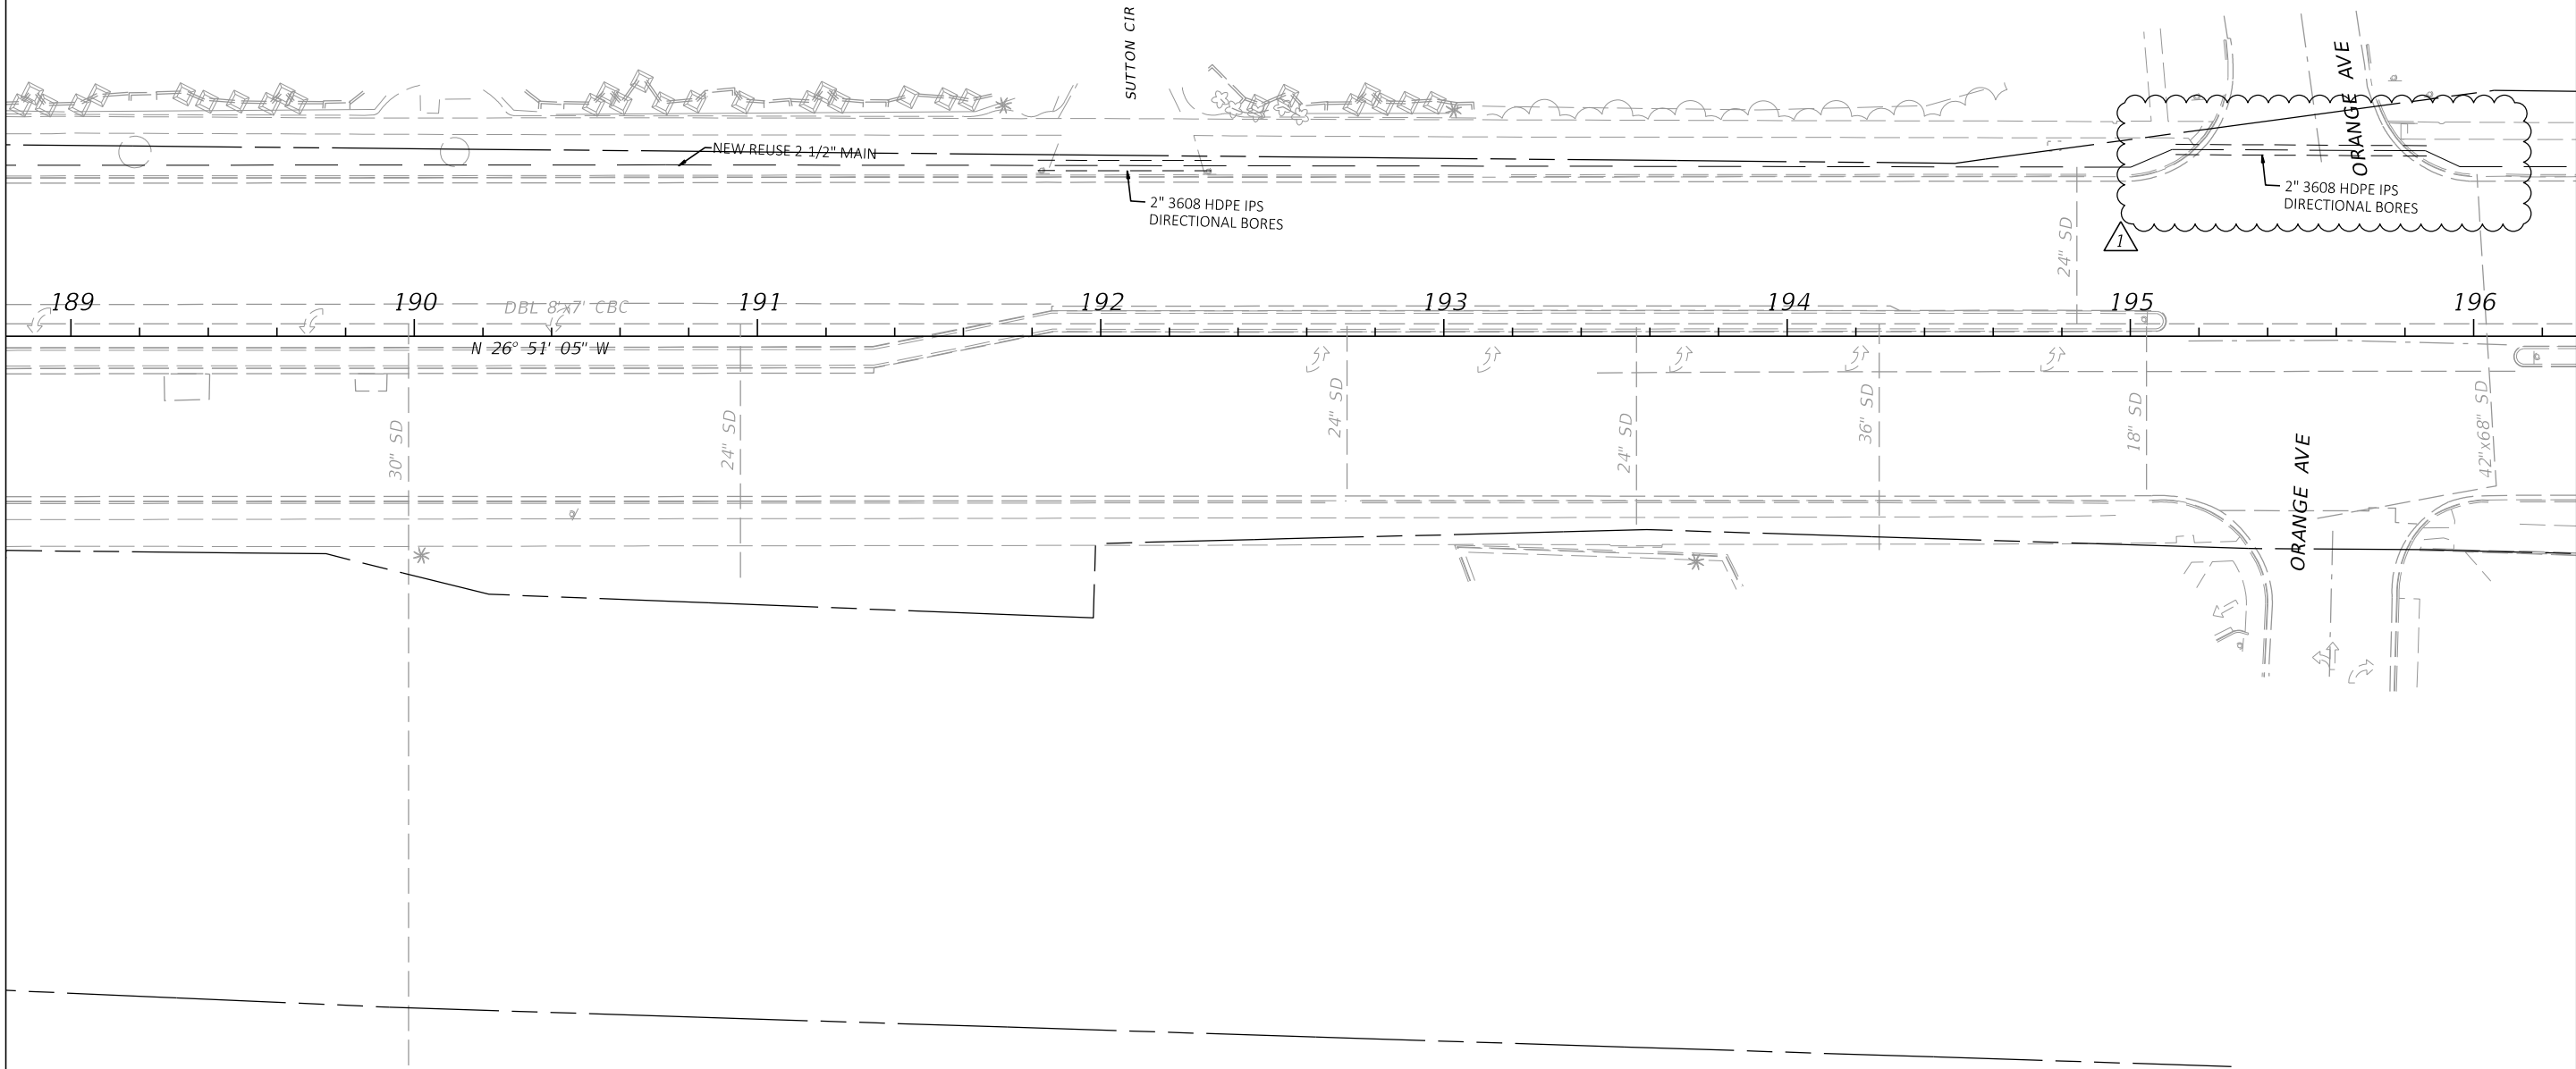 SUTTON CIR
ORANGE AVE
NEW REUSE 2 1/2" MAIN
2" 3608 HDPE IPS
DIRECTIONAL BORES
2" 3608 HDPE IPS
DIRECTIONAL BORES
1
24" SD
189
190
DBL 8'x7' CBC
191
192
193
194
195
196
N 26° 51' 05" W
30" SD
24" SD
24" SD
24" SD
36" SD
18" SD
42"x68" SD
ORANGE AVE